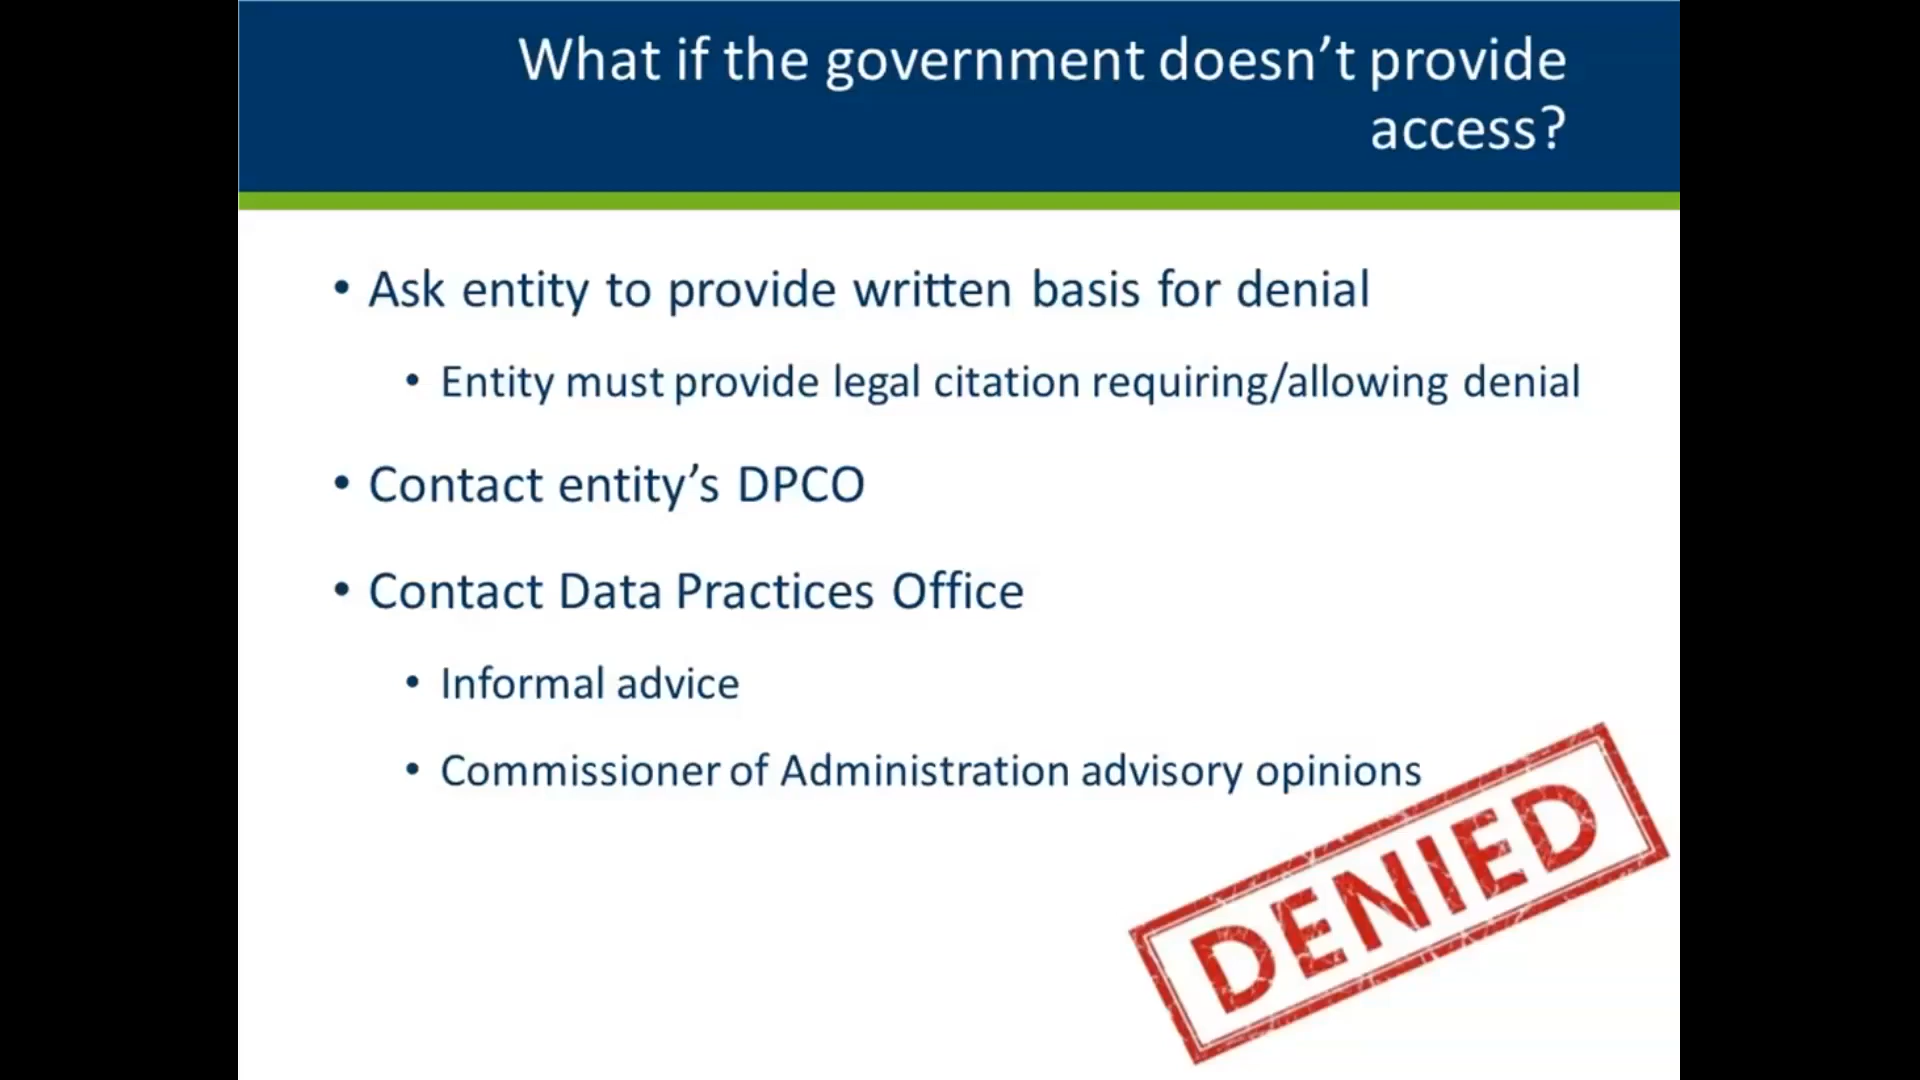 What if the government doesn’t provide
access?
• Ask entity to provide written basis for denial
• Entity must provide legal citation requiring/allowing denial
• Contact entity’s DPCO
• Contact Data Practices Office
• Informal advice
• Commissioner of Administration advisory opinions
DENIED